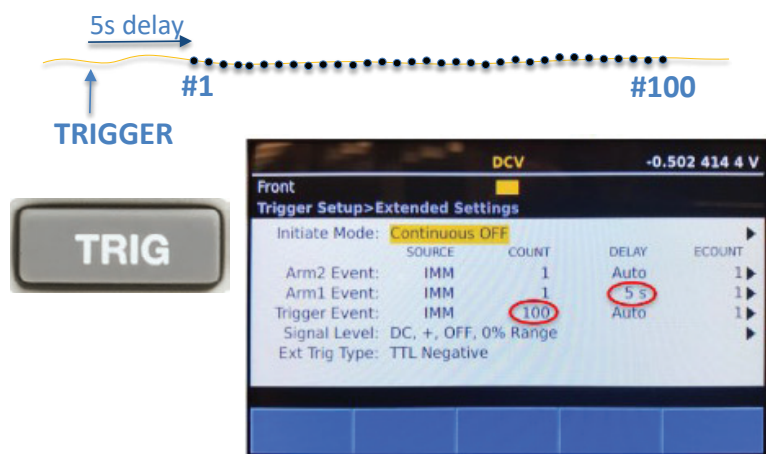 5s delay
#1
#100
TRIGGER
TRIG
DCV -0.502 414 4 V
Front
Trigger Setup>Extended Settings
Initiate Mode: Continuous OFF
SOURCE COUNT DELAY ECOUNT
Arm2 Event: IMM 1 Auto 1
Arm1 Event: IMM 1 5 s 1
Trigger Event: IMM 100 Auto 1
Signal Level: DC, +, OFF, 0% Range
Ext Trig Type: TTL Negative